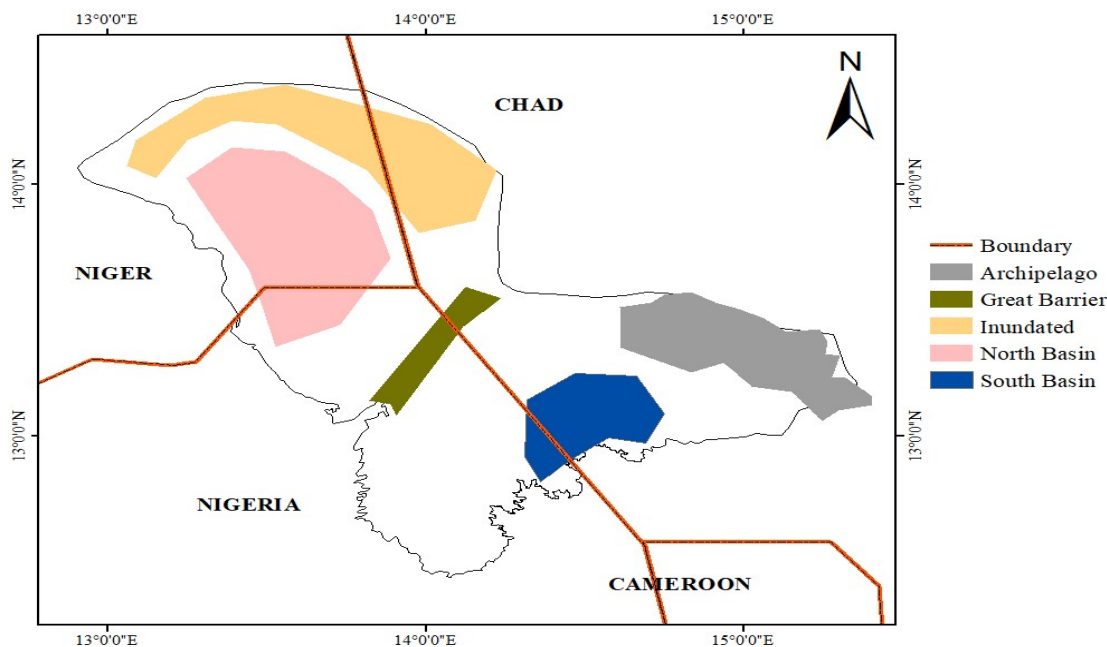 13°0'0"E 14°0'0"E 15°0'0"E
N
CHAD
14°0'0"N 14°0'0"N
NIGER
Boundary
Archipelago
Great Barrier
Inundated
North Basin
South Basin
13°0'0"N 13°0'0"N
NIGERIA
CAMEROON
13°0'0"E 14°0'0"E 15°0'0"E